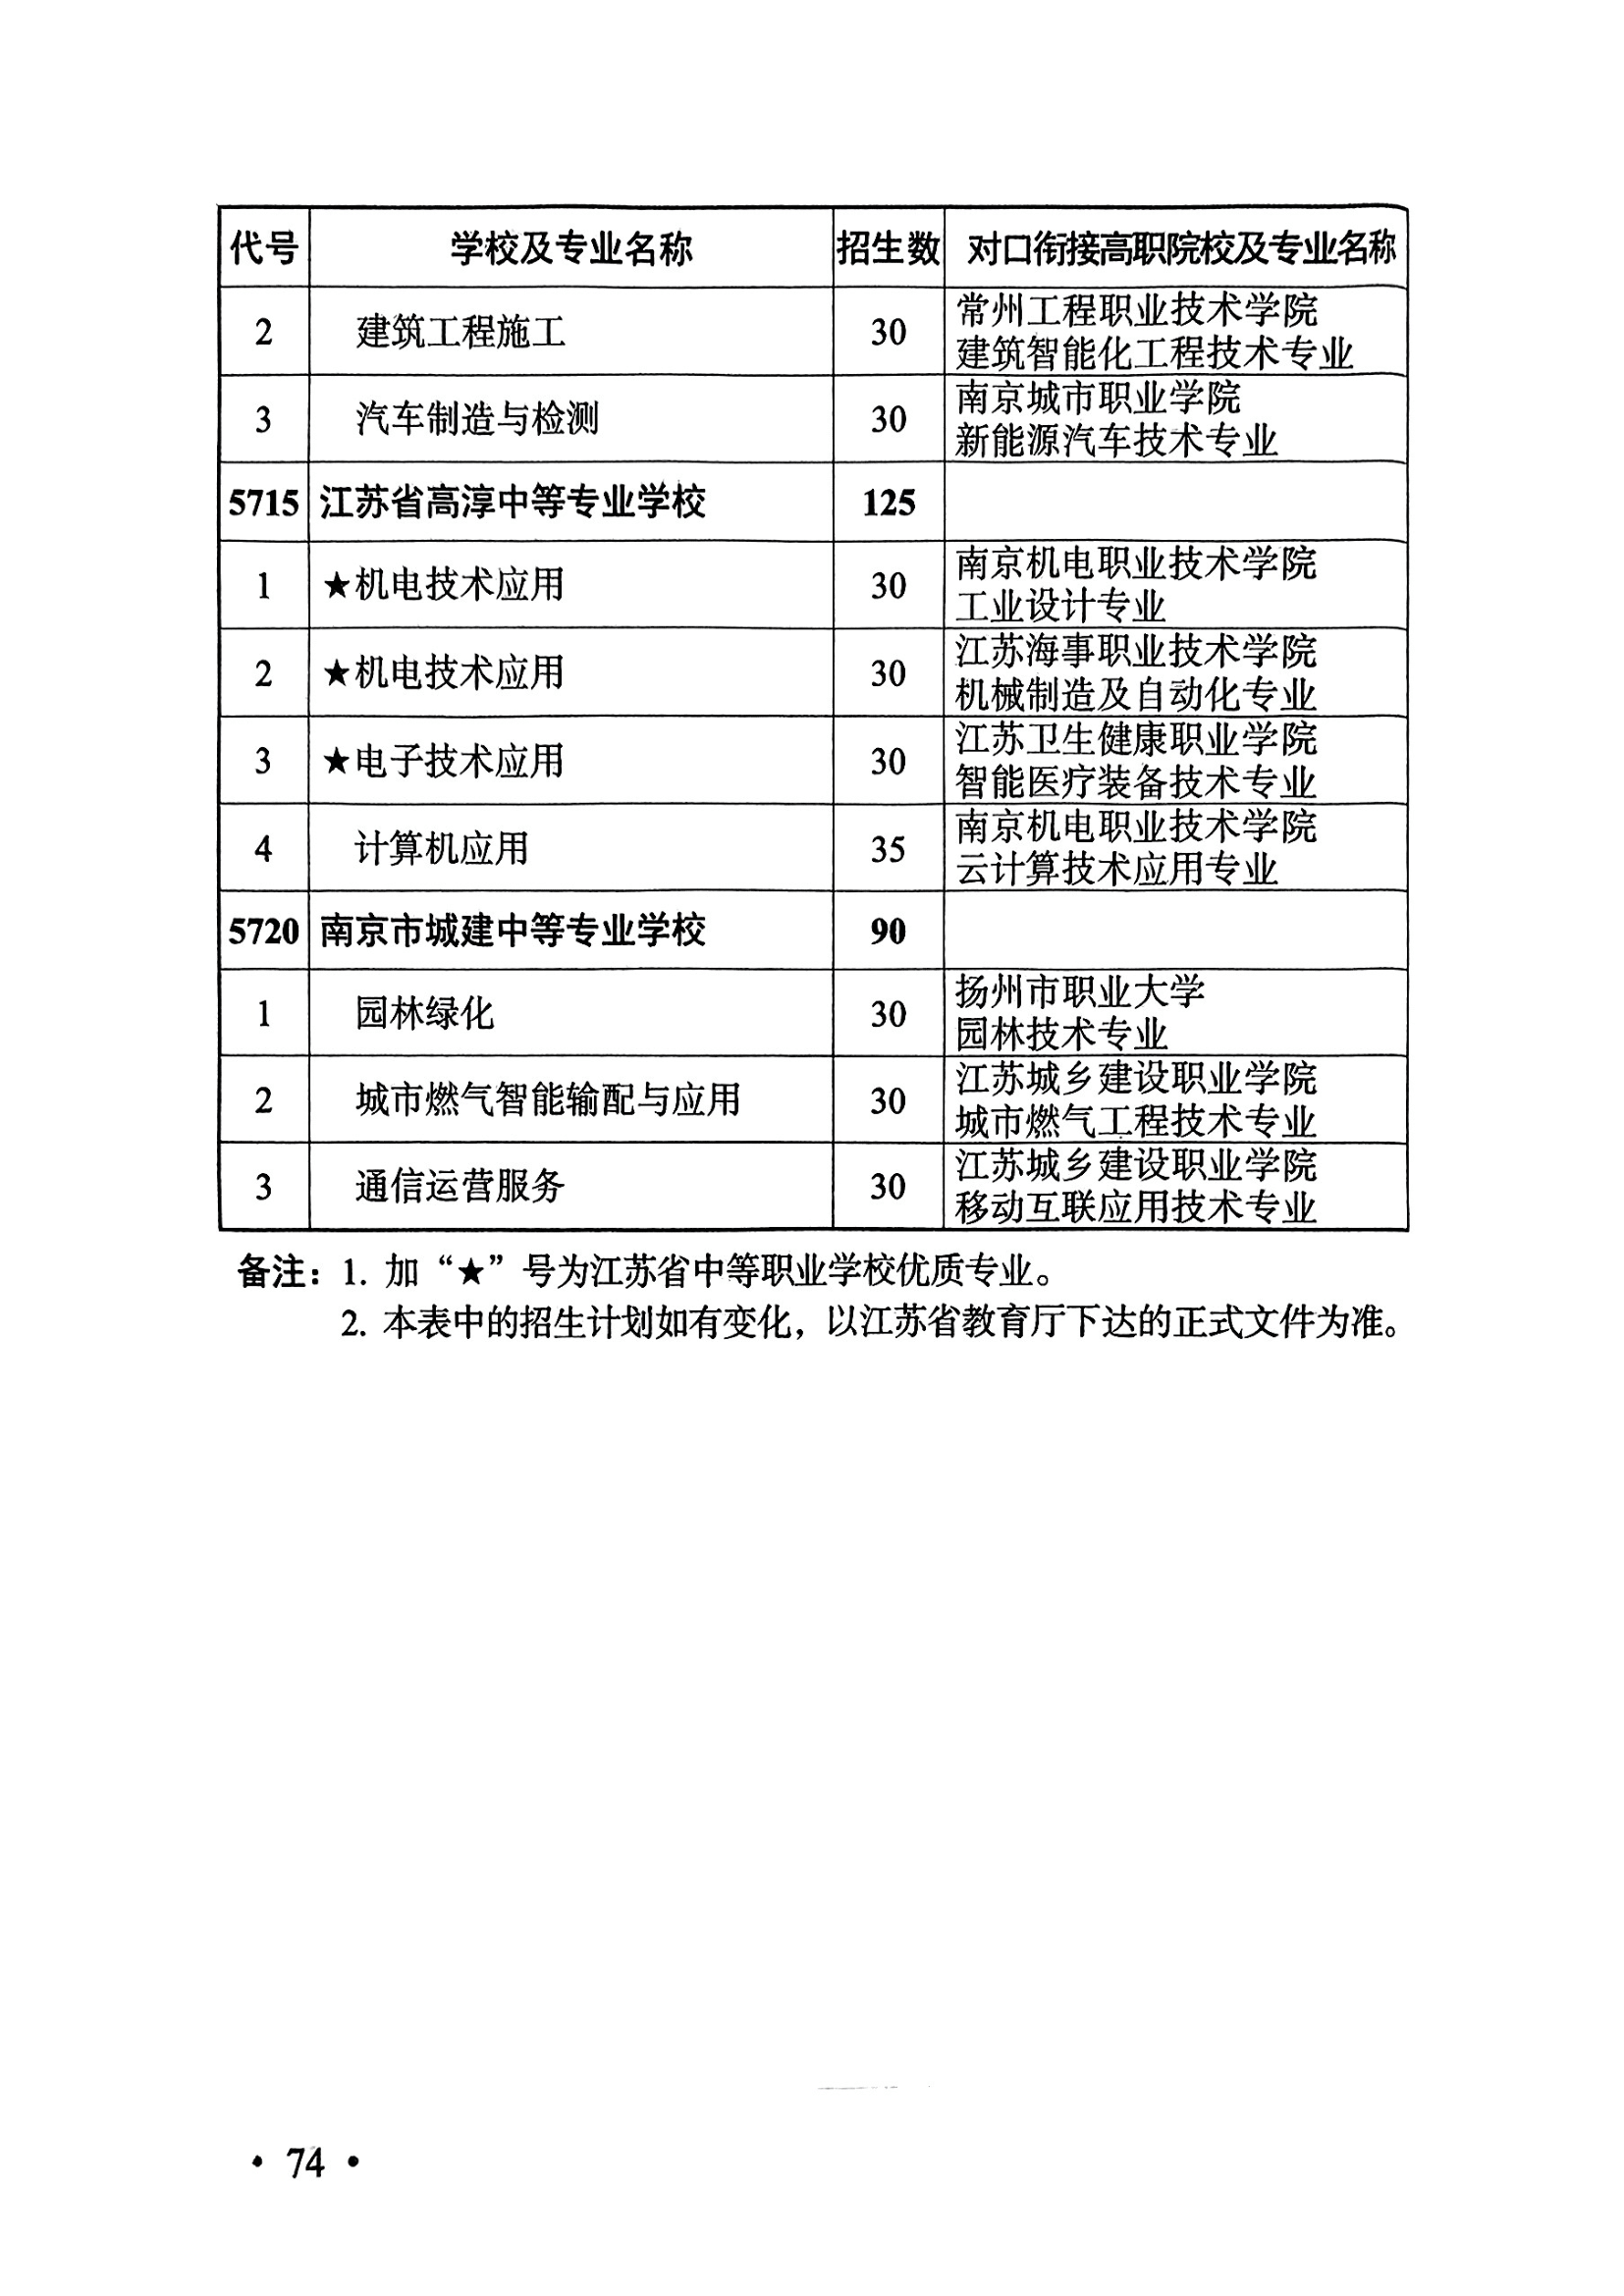 代号 学校及专业名称 招生数 对口衔接高职院校及专业名称
2 建筑工程施工 30 常州工程职业技术学院
建筑智能化工程技术专业
3 汽车制造与检测 30 南京城市职业学院
新能源汽车技术专业
5715 江苏省高淳中等专业学校 125
1 ★机电技术应用 30 南京机电职业技术学院
工业设计专业
2 ★机电技术应用 30 江苏海事职业技术学院
机械制造及自动化专业
3 ★电子技术应用 30 江苏卫生健康职业学院
智能医疗装备技术专业
4 计算机应用 35 南京机电职业技术学院
云计算技术应用专业
5720 南京市城建中等专业学校 90
1 园林绿化 30 扬州市职业大学
园林技术专业
2 城市燃气智能输配与应用 30 江苏城乡建设职业学院
城市燃气工程技术专业
3 通信运营服务 30 江苏城乡建设职业学院
移动互联应用技术专业
备注：1. 加“★”号为江苏省中等职业学校优质专业。
2. 本表中的招生计划如有变化，以江苏省教育厅下达的正式文件为准。
· 74 ·